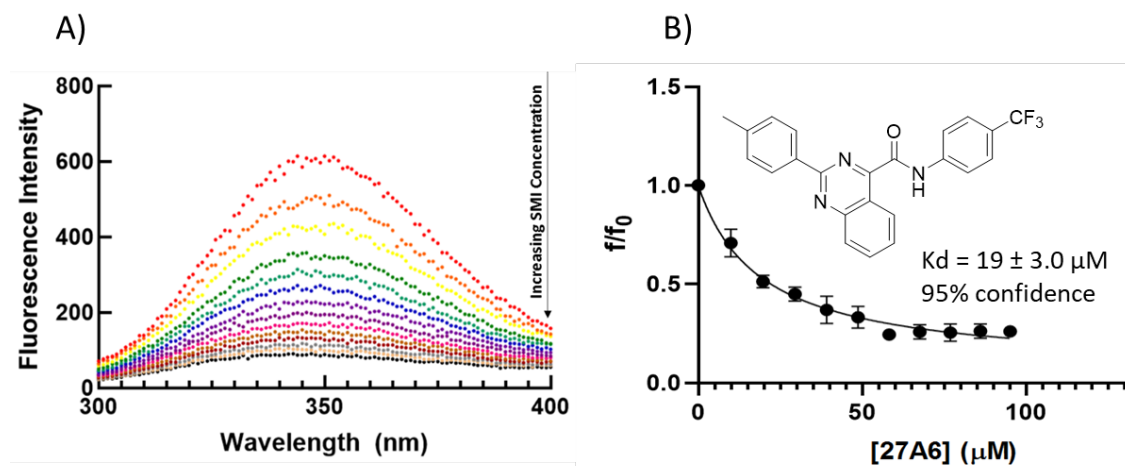 A)
800
600
400
200
0
300
350
400
Fluorescence Intensity
Wavelength (nm)
Increasing SMI Concentration
B)
1.5
1.0
0.5
0.0
0
50
100
f/f0
[27A6] (μM)
N
N
O
N
H
CF3
Kd = 19 ± 3.0 μM
95% confidence